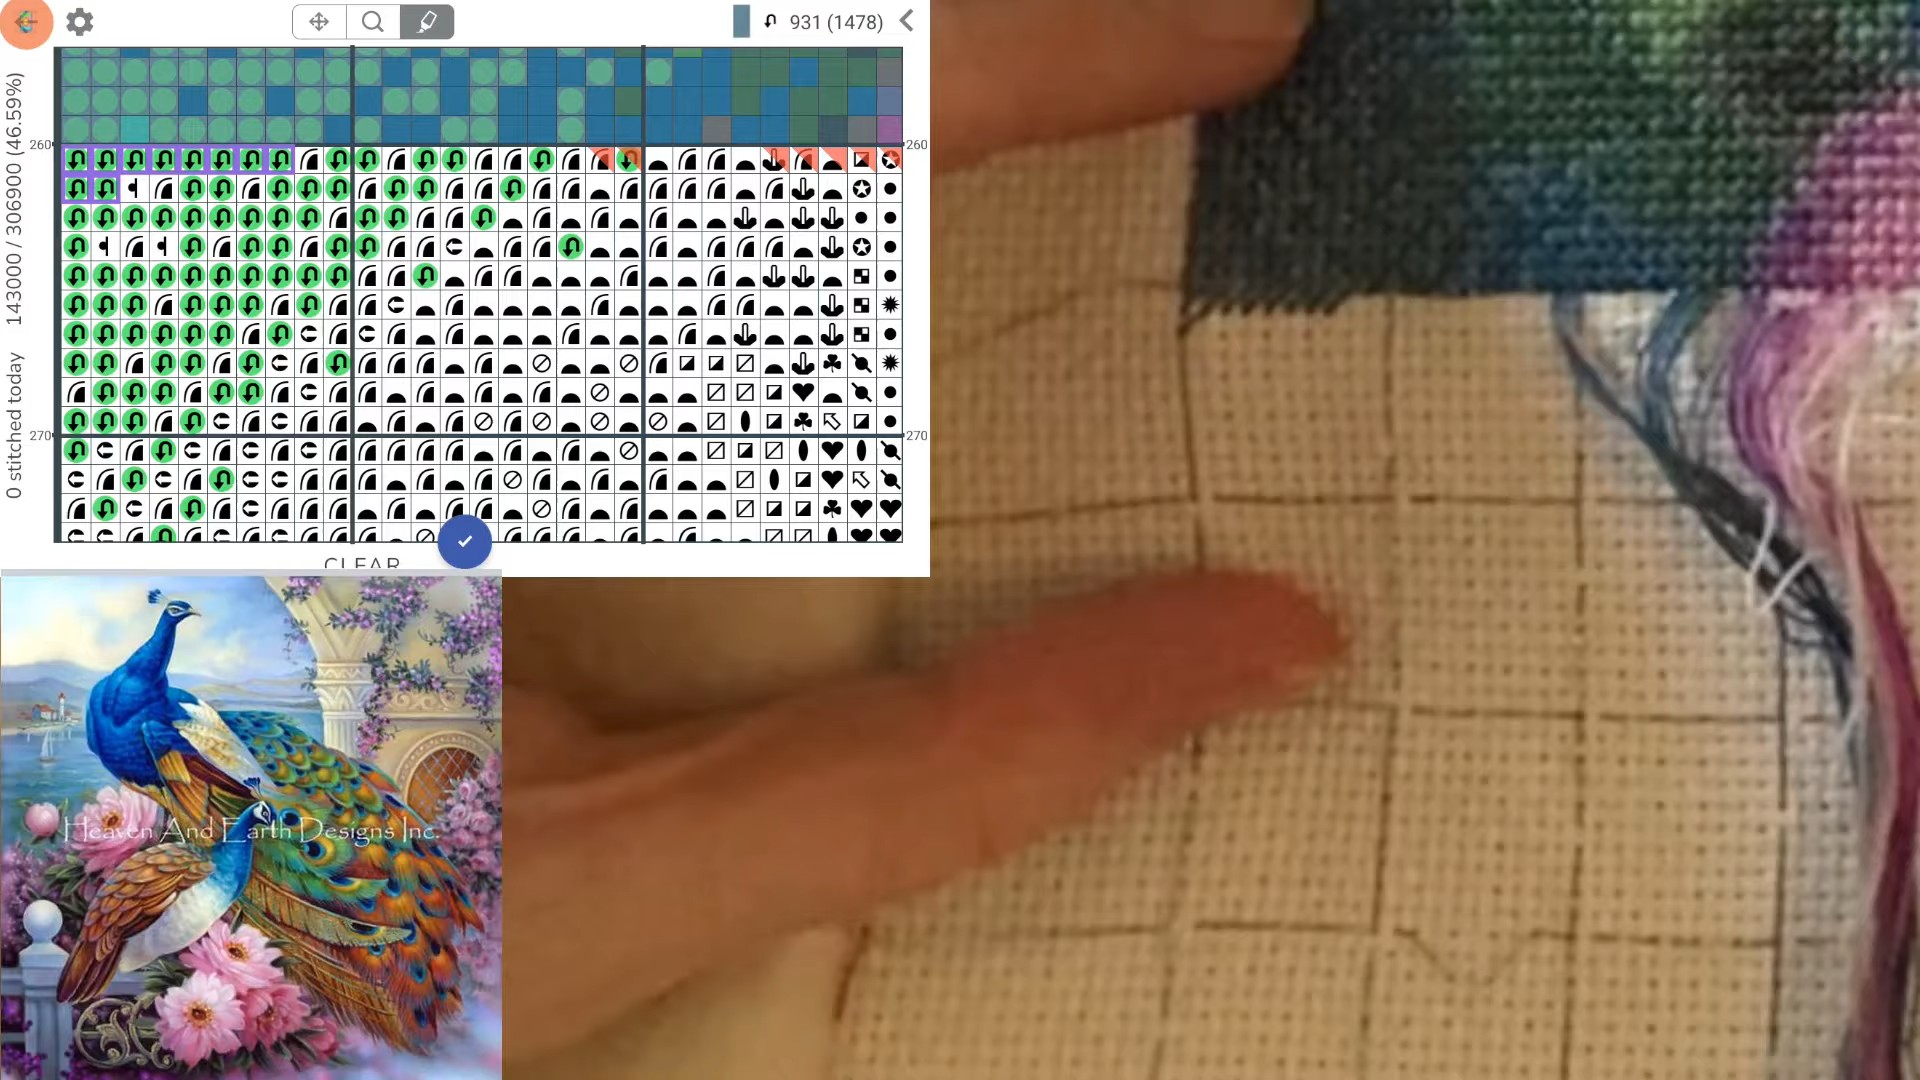 931 (1478)
0 stitched today 143000 / 306900 (46.59%)
260
260
270
270
CLEAR
Heaven And Earth Designs Inc.